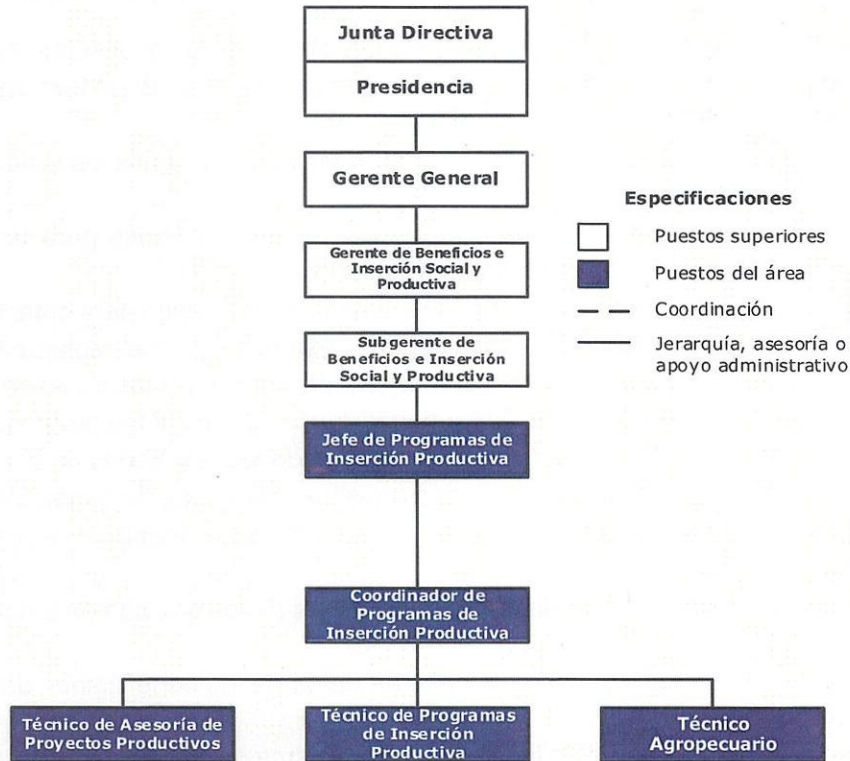 Junta Directiva
Presidencia
Gerente General
Gerente de Beneficios e
Inserción Social y
Productiva
Subgerente de
Beneficios e Inserción
Social y Productiva
Jefe de Programas de
Inserción Productiva
Coordinador de
Programas de
Inserción Productiva
Técnico de Asesoría de
Proyectos Productivos
Técnico de Programas
de Inserción
Productiva
Técnico
Agropecuario
Especificaciones
Puestos superiores
Puestos del área
Coordinación
Jerarquía, asesoría o
apoyo administrativo